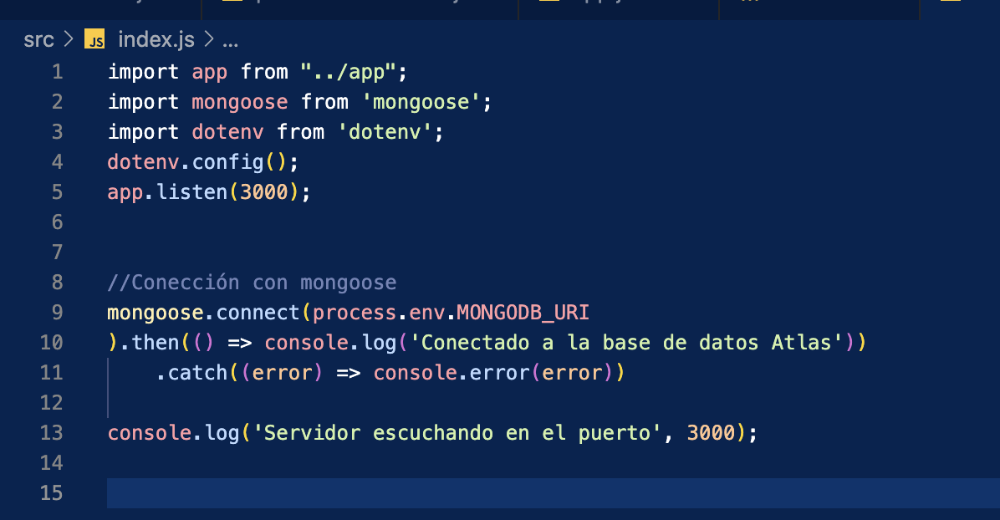 src > JS index.js > ...
1 import app from "../app";
2 import mongoose from 'mongoose';
3 import dotenv from 'dotenv';
4 dotenv.config();
5 app.listen(3000);
6
7
8 //Conección con mongoose
9 mongoose.connect(process.env.MONGODB_URI
10 ).then(() => console.log('Conectado a la base de datos Atlas'))
11     .catch((error) => console.error(error))
12
13 console.log('Servidor escuchando en el puerto', 3000);
14
15